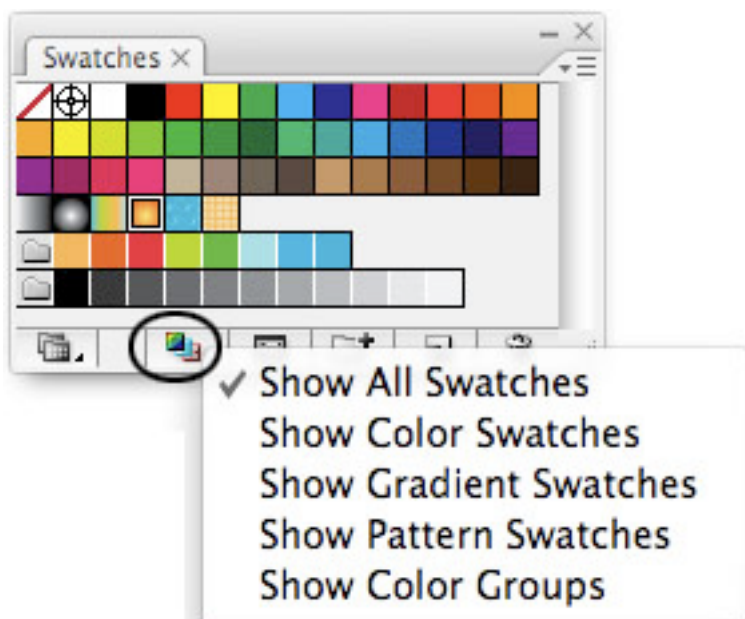 Swatches
Show All Swatches
Show Color Swatches
Show Gradient Swatches
Show Pattern Swatches
Show Color Groups